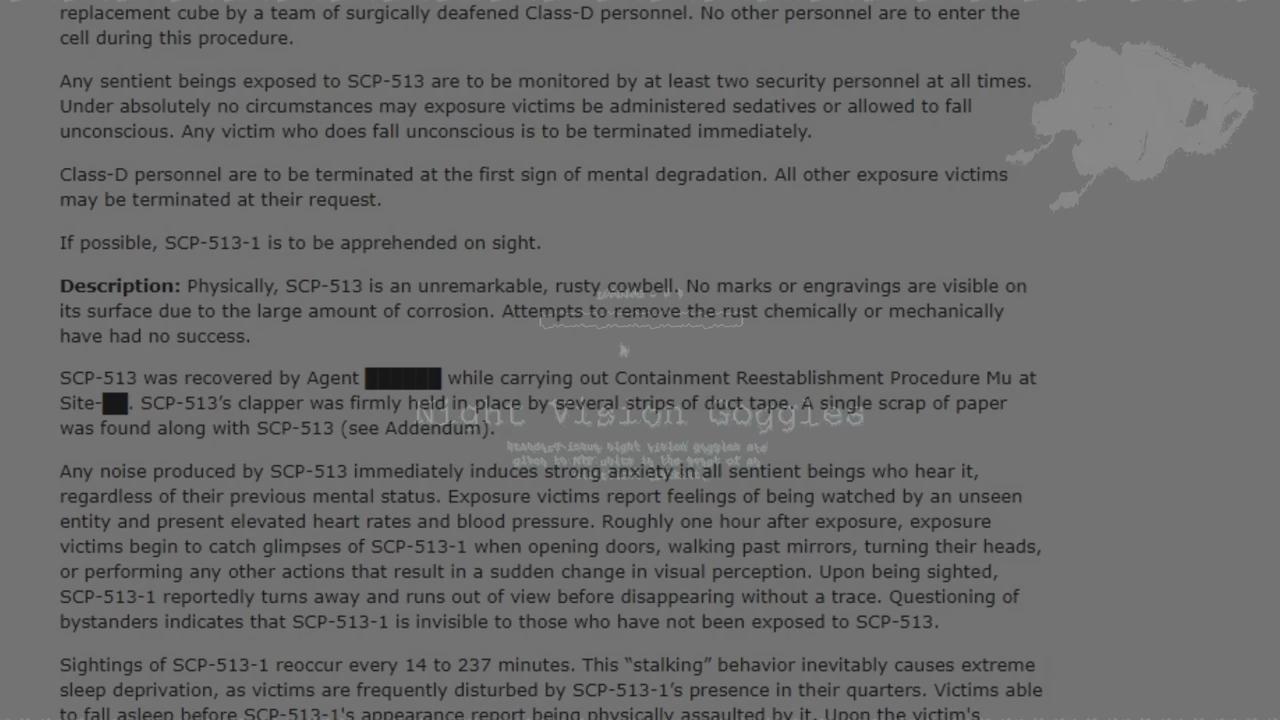 replacement cube by a team of surgically deafened Class-D personnel. No other personnel are to enter the
cell during this procedure.
Any sentient beings exposed to SCP-513 are to be monitored by at least two security personnel at all times.
Under absolutely no circumstances may exposure victims be administered sedatives or allowed to fall
unconscious. Any victim who does fall unconscious is to be terminated immediately.
Class-D personnel are to be terminated at the first sign of mental degradation. All other exposure victims
may be terminated at their request.
If possible, SCP-513-1 is to be apprehended on sight.
Description: Physically, SCP-513 is an unremarkable, rusty cowbell. No marks or engravings are visible on
its surface due to the large amount of corrosion. Attempts to remove the rust chemically or mechanically
have had no success.
SCP-513 was recovered by Agent ██████ while carrying out Containment Reestablishment Procedure Mu at
Site-██. SCP-513’s clapper was firmly held in place by several strips of duct tape. A single scrap of paper
Night Vision Goggles
was found along with SCP-513 (see Addendum).
Any noise produced by SCP-513 immediately induces strong anxiety in all sentient beings who hear it,
regardless of their previous mental status. Exposure victims report feelings of being watched by an unseen
entity and present elevated heart rates and blood pressure. Roughly one hour after exposure, exposure
victims begin to catch glimpses of SCP-513-1 when opening doors, walking past mirrors, turning their heads,
or performing any other actions that result in a sudden change in visual perception. Upon being sighted,
SCP-513-1 reportedly turns away and runs out of view before disappearing without a trace. Questioning of
bystanders indicates that SCP-513-1 is invisible to those who have not been exposed to SCP-513.
Sightings of SCP-513-1 reoccur every 14 to 237 minutes. This “stalking” behavior inevitably causes extreme
sleep deprivation, as victims are frequently disturbed by SCP-513-1’s presence in their quarters. Victims able
to fall asleep before SCP-513-1's appearance report being physically assaulted by it. Upon the victim's